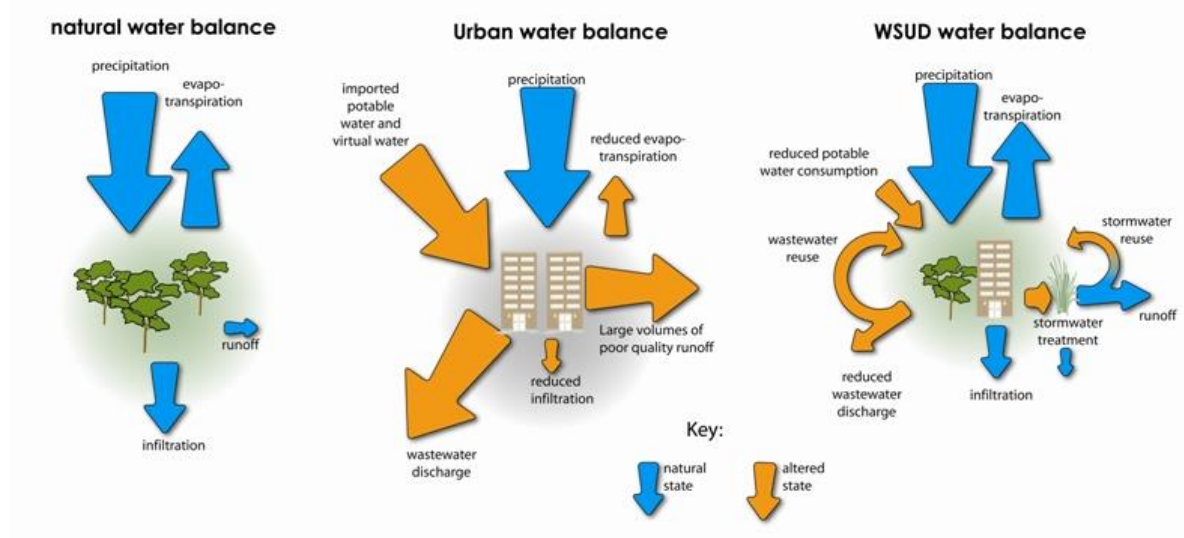 natural water balance
precipitation
evapo-
transpiration
runoff
infiltration
Urban water balance
imported
potable
water and
virtual water
precipitation
reduced evapo-
transpiration
Large volumes of
poor quality runoff
reduced
infiltration
wastewater
discharge
WSUD water balance
precipitation
evapo-
transpiration
reduced potable
water consumption
wastewater
reuse
stormwater
reuse
runoff
stormwater
treatment
infiltration
reduced
wastewater
discharge
Key:
natural
state
altered
state